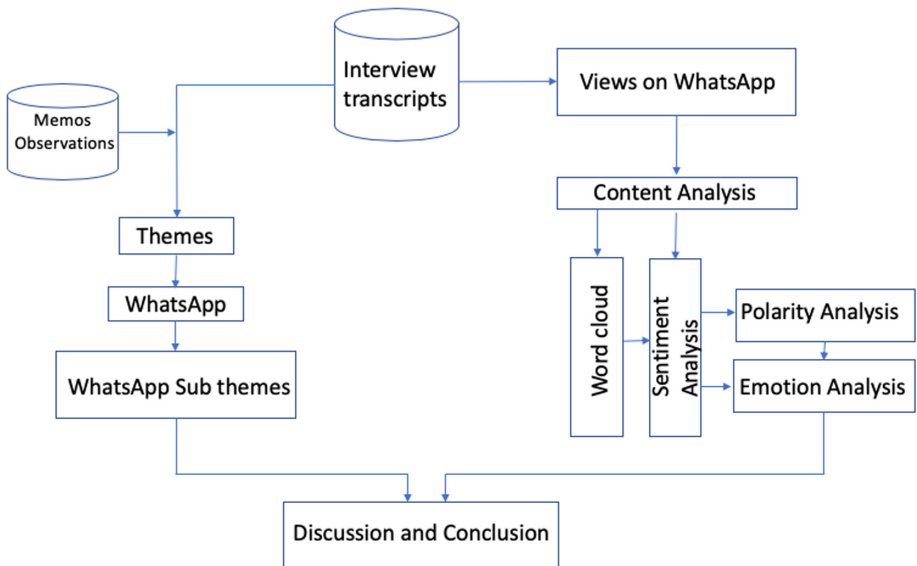 Interview
transcripts
Views on WhatsApp
Memos
Observations
Content Analysis
Themes
WhatsApp
WhatsApp Sub themes
Word cloud
Sentiment
Analysis
Polarity Analysis
Emotion Analysis
Discussion and Conclusion